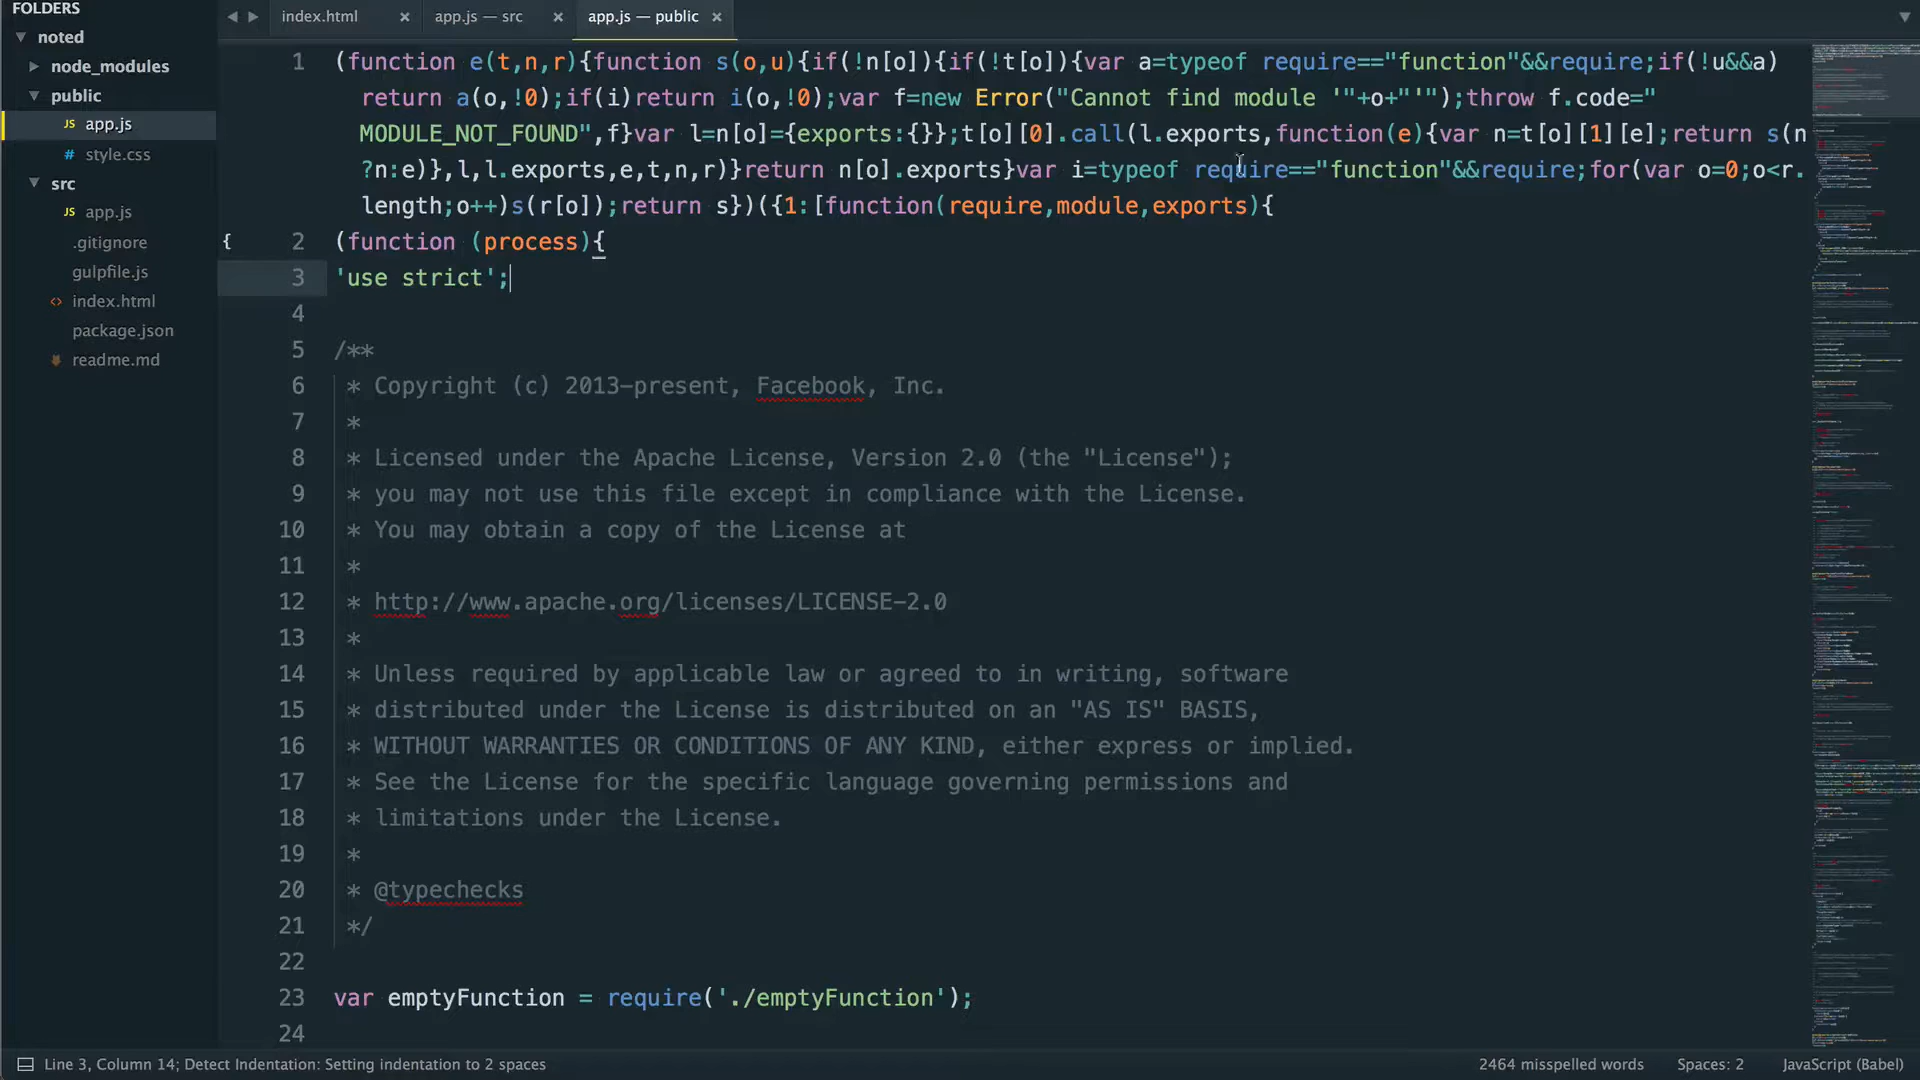 FOLDERS
noted
node_modules
public
JS app.js
# style.css
src
JS app.js
.gitignore
gulpfile.js
<> index.html
package.json
readme.md
index.html ×
app.js — src ×
app.js — public ×
1 (function e(t,n,r){function s(o,u){if(!n[o]){if(!t[o]){var a=typeof require=="function"&&require;if(!u&&a)
return a(o,!0);if(i)return i(o,!0);var f=new Error("Cannot find module '"+o+"'");throw f.code="
MODULE_NOT_FOUND",f}var l=n[o]={exports:{}};t[o][0].call(l.exports,function(e){var n=t[o][1][e];return s(n
?n:e)},l,l.exports,e,t,n,r)}return n[o].exports}var i=typeof require=="function"&&require;for(var o=0;o<r.
length;o++)s(r[o]);return s})({1:[function(require,module,exports){
{ 2 (function (process){
3 'use strict';
4
5 /**
6 * Copyright (c) 2013-present, Facebook, Inc.
7 *
8 * Licensed under the Apache License, Version 2.0 (the "License");
9 * you may not use this file except in compliance with the License.
10 * You may obtain a copy of the License at
11 *
12 * http://www.apache.org/licenses/LICENSE-2.0
13 *
14 * Unless required by applicable law or agreed to in writing, software
15 * distributed under the License is distributed on an "AS IS" BASIS,
16 * WITHOUT WARRANTIES OR CONDITIONS OF ANY KIND, either express or implied.
17 * See the License for the specific language governing permissions and
18 * limitations under the License.
19 *
20 * @typechecks
21 */
22
23 var emptyFunction = require('./emptyFunction');
24
Line 3, Column 14; Detect Indentation: Setting indentation to 2 spaces
2464 misspelled words
Spaces: 2
JavaScript (Babel)